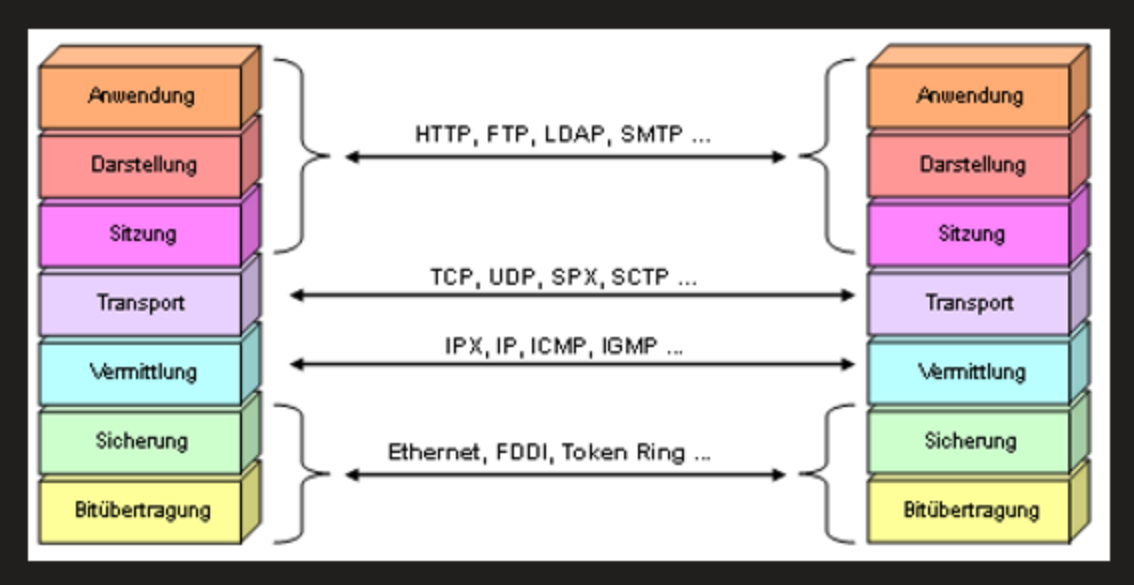 Anwendung
Darstellung
Sitzung
Transport
Vermittlung
Sicherung
Bitübertragung
HTTP, FTP, LDAP, SMTP ...
TCP, UDP, SPX, SCTP ...
IPX, IP, ICMP, IGMP ...
Ethernet, FDDI, Token Ring ...
Anwendung
Darstellung
Sitzung
Transport
Vermittlung
Sicherung
Bitübertragung